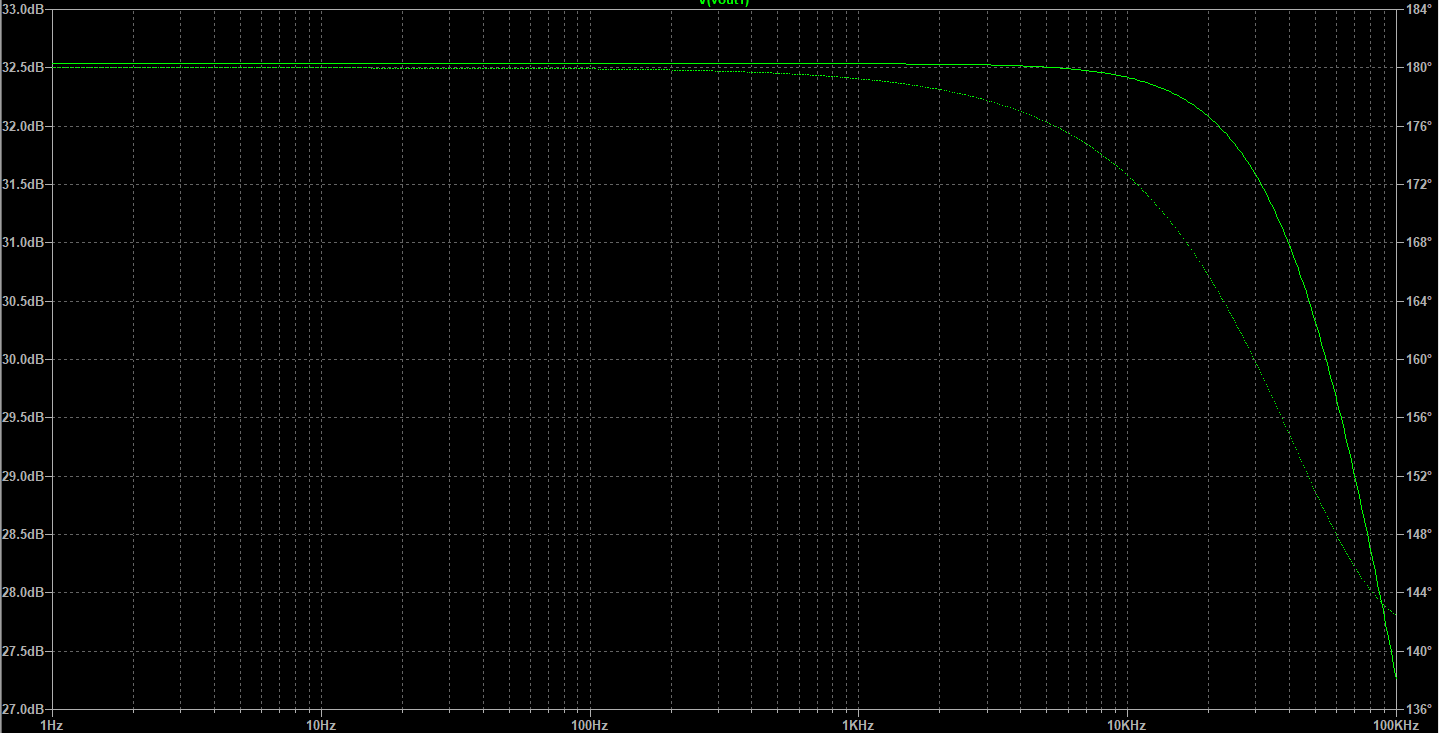 V(vout1)
33.0dB
184°
32.5dB
180°
32.0dB
176°
31.5dB
172°
31.0dB
168°
30.5dB
164°
30.0dB
160°
29.5dB
156°
29.0dB
152°
28.5dB
148°
28.0dB
144°
27.5dB
140°
27.0dB
136°
1Hz
10Hz
100Hz
1KHz
10KHz
100KHz